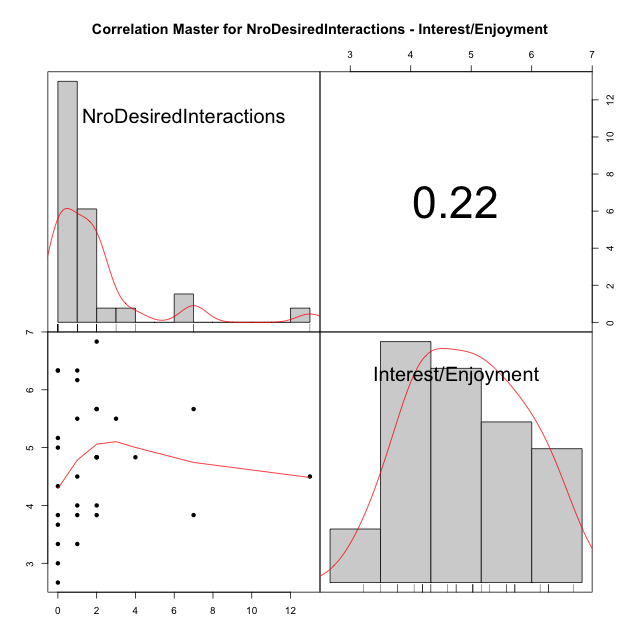 Correlation Master for NroDesiredInteractions - Interest/Enjoyment
3 4 5 6 7
NroDesiredInteractions
0.22
12
10
8
6
4
2
0
7
6
5
4
3
Interest/Enjoyment
0 2 4 6 8 10 12